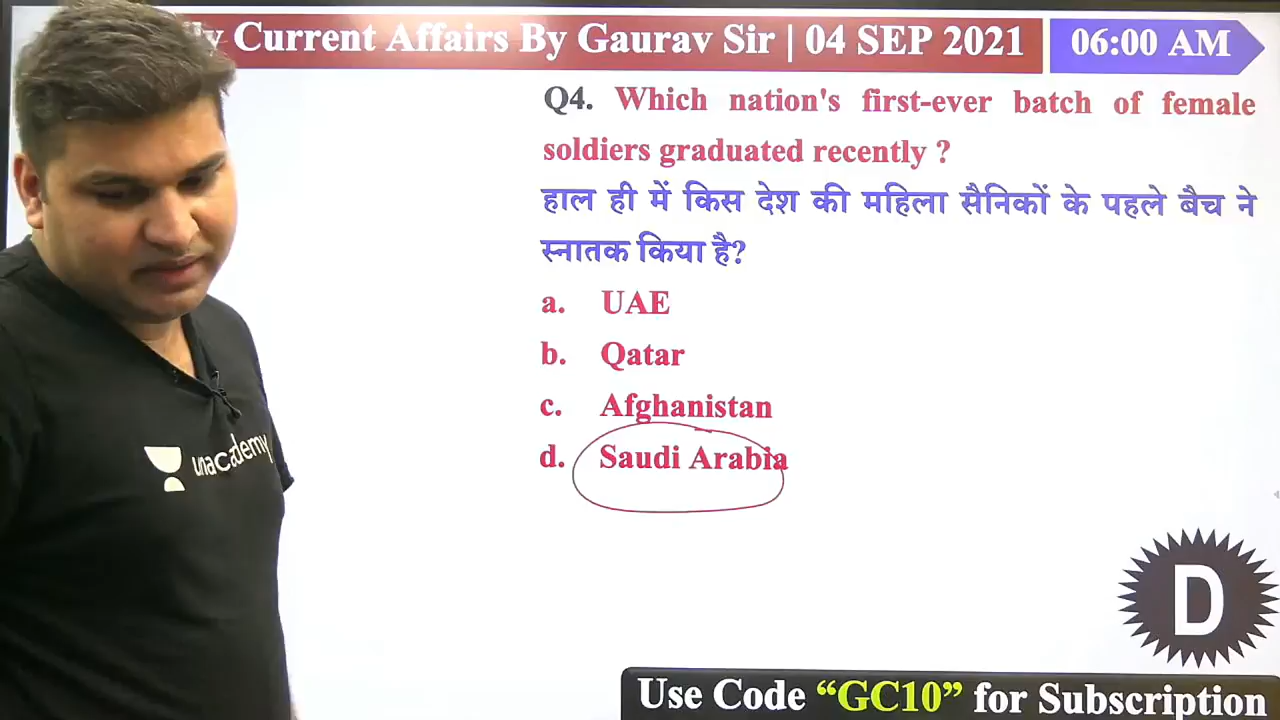 ly Current Affairs By Gaurav Sir | 04 SEP 2021
06:00 AM
Q4. Which nation's first-ever batch of female
soldiers graduated recently ?
हाल ही में किस देश की महिला सैनिकों के पहले बैच ने
स्नातक किया है?
a. UAE
b. Qatar
c. Afghanistan
d. Saudi Arabia
unacademy
D
Use Code “GC10” for Subscription